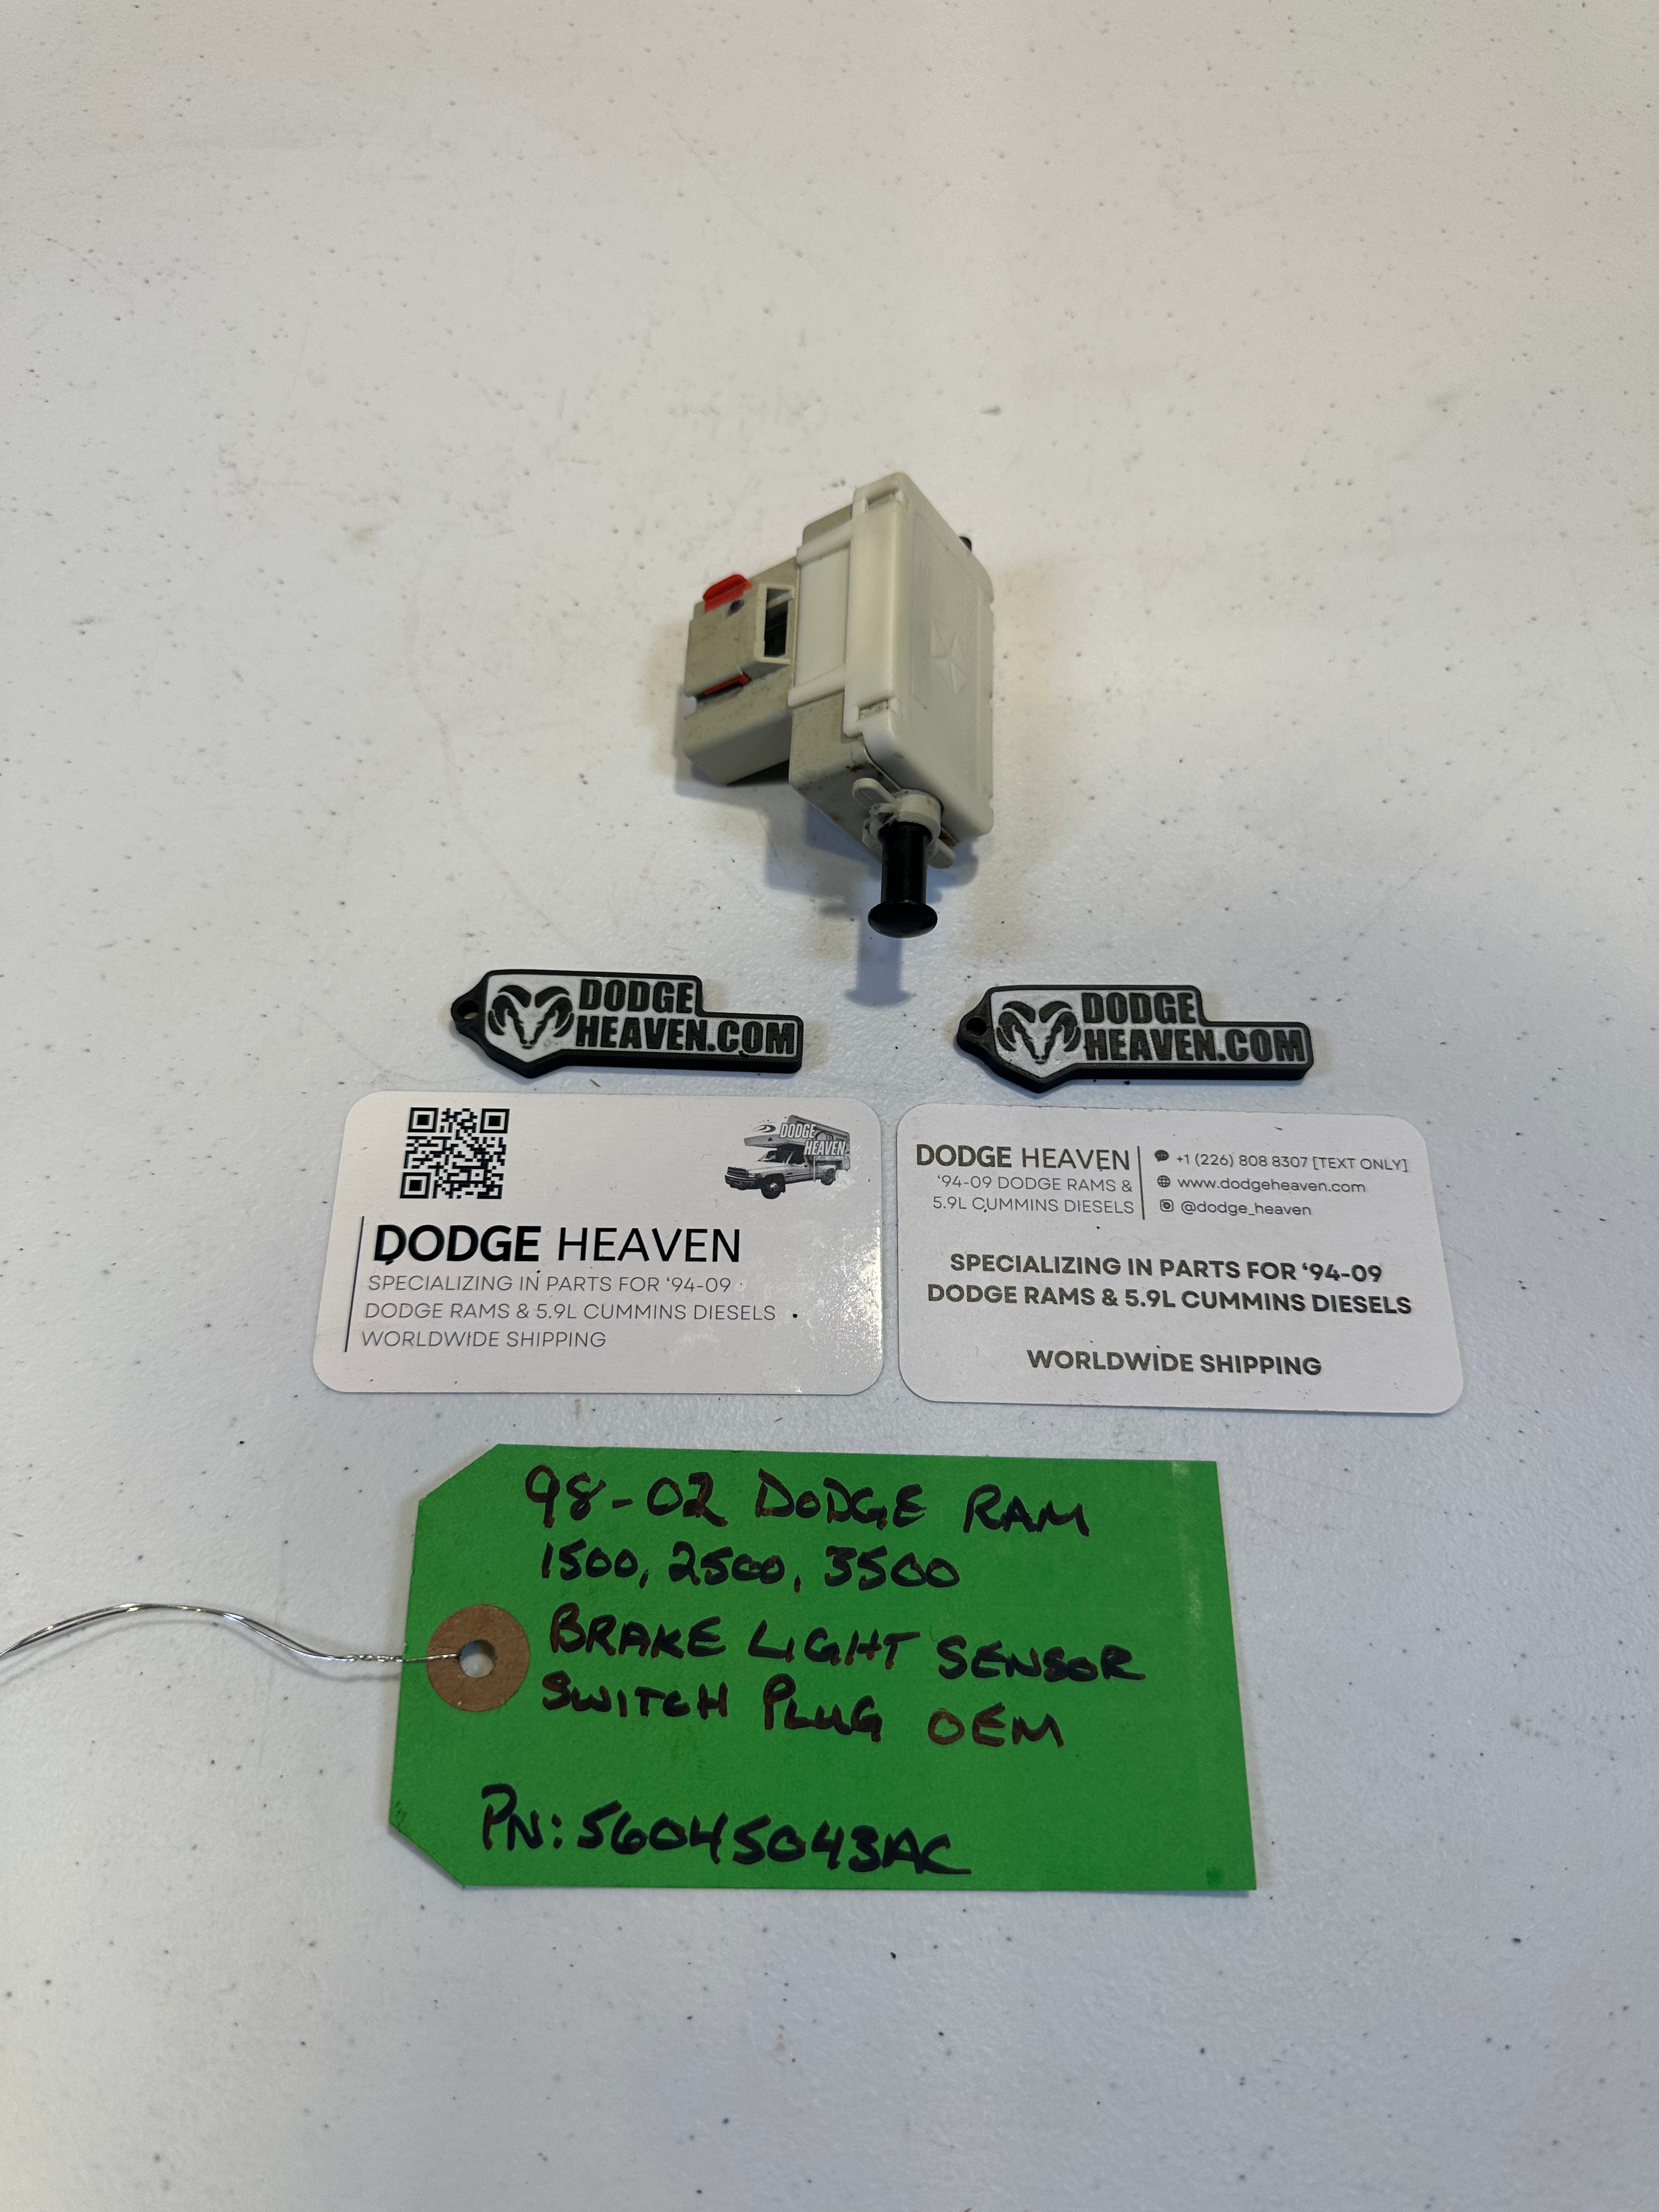 DODGE
HEAVEN.COM
DODGE
HEAVEN.COM
DODGE
HEAVEN
DODGE HEAVEN
SPECIALIZING IN PARTS FOR ‘94-09
DODGE RAMS & 5.9L CUMMINS DIESELS
WORLDWIDE SHIPPING
DODGE HEAVEN
‘94-09 DODGE RAMS &
5.9L CUMMINS DIESELS
+1 (226) 808 8307 [TEXT ONLY]
www.dodgeheaven.com
@dodge_heaven
SPECIALIZING IN PARTS FOR ‘94-09
DODGE RAMS & 5.9L CUMMINS DIESELS
WORLDWIDE SHIPPING
98-02 DODGE RAM
1500, 2500, 3500
BRAKE LIGHT SENSOR
SWITCH PLUG OEM
PN: 56045043AC